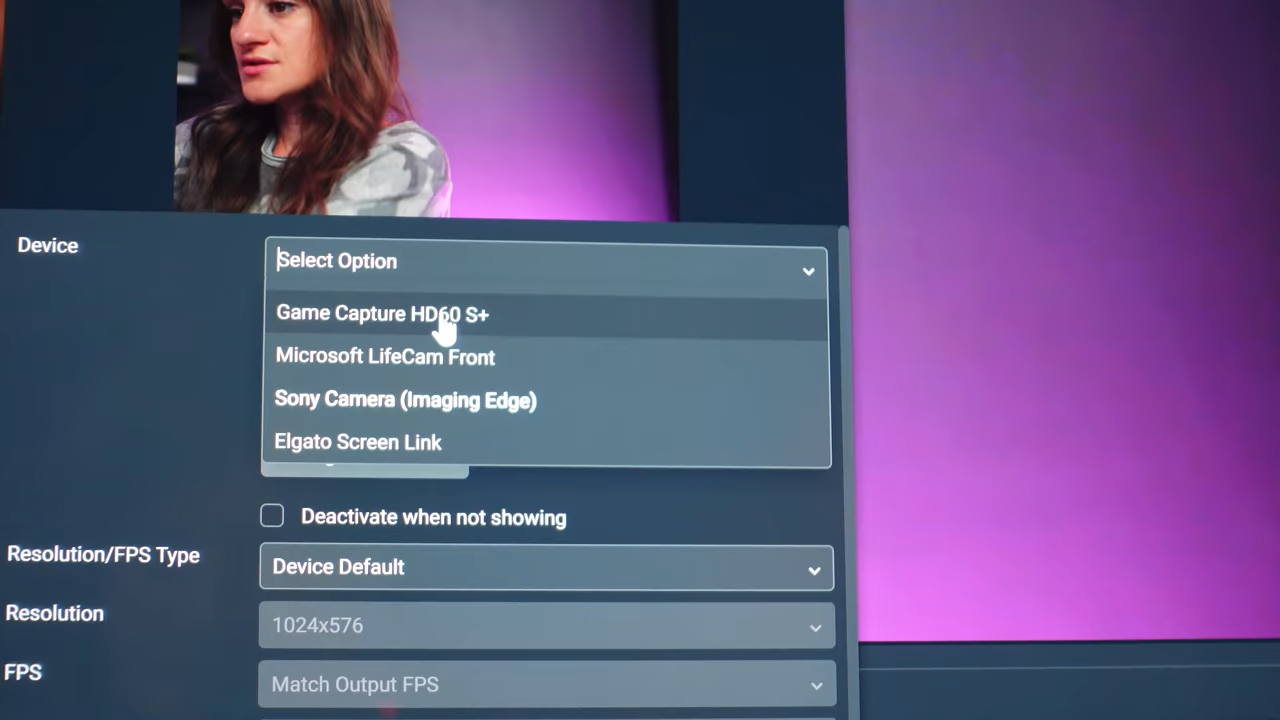 Device
Select Option
Game Capture HD60 S+
Microsoft LifeCam Front
Sony Camera (Imaging Edge)
Elgato Screen Link
Deactivate when not showing
Resolution/FPS Type
Device Default
Resolution
1024x576
FPS
Match Output FPS